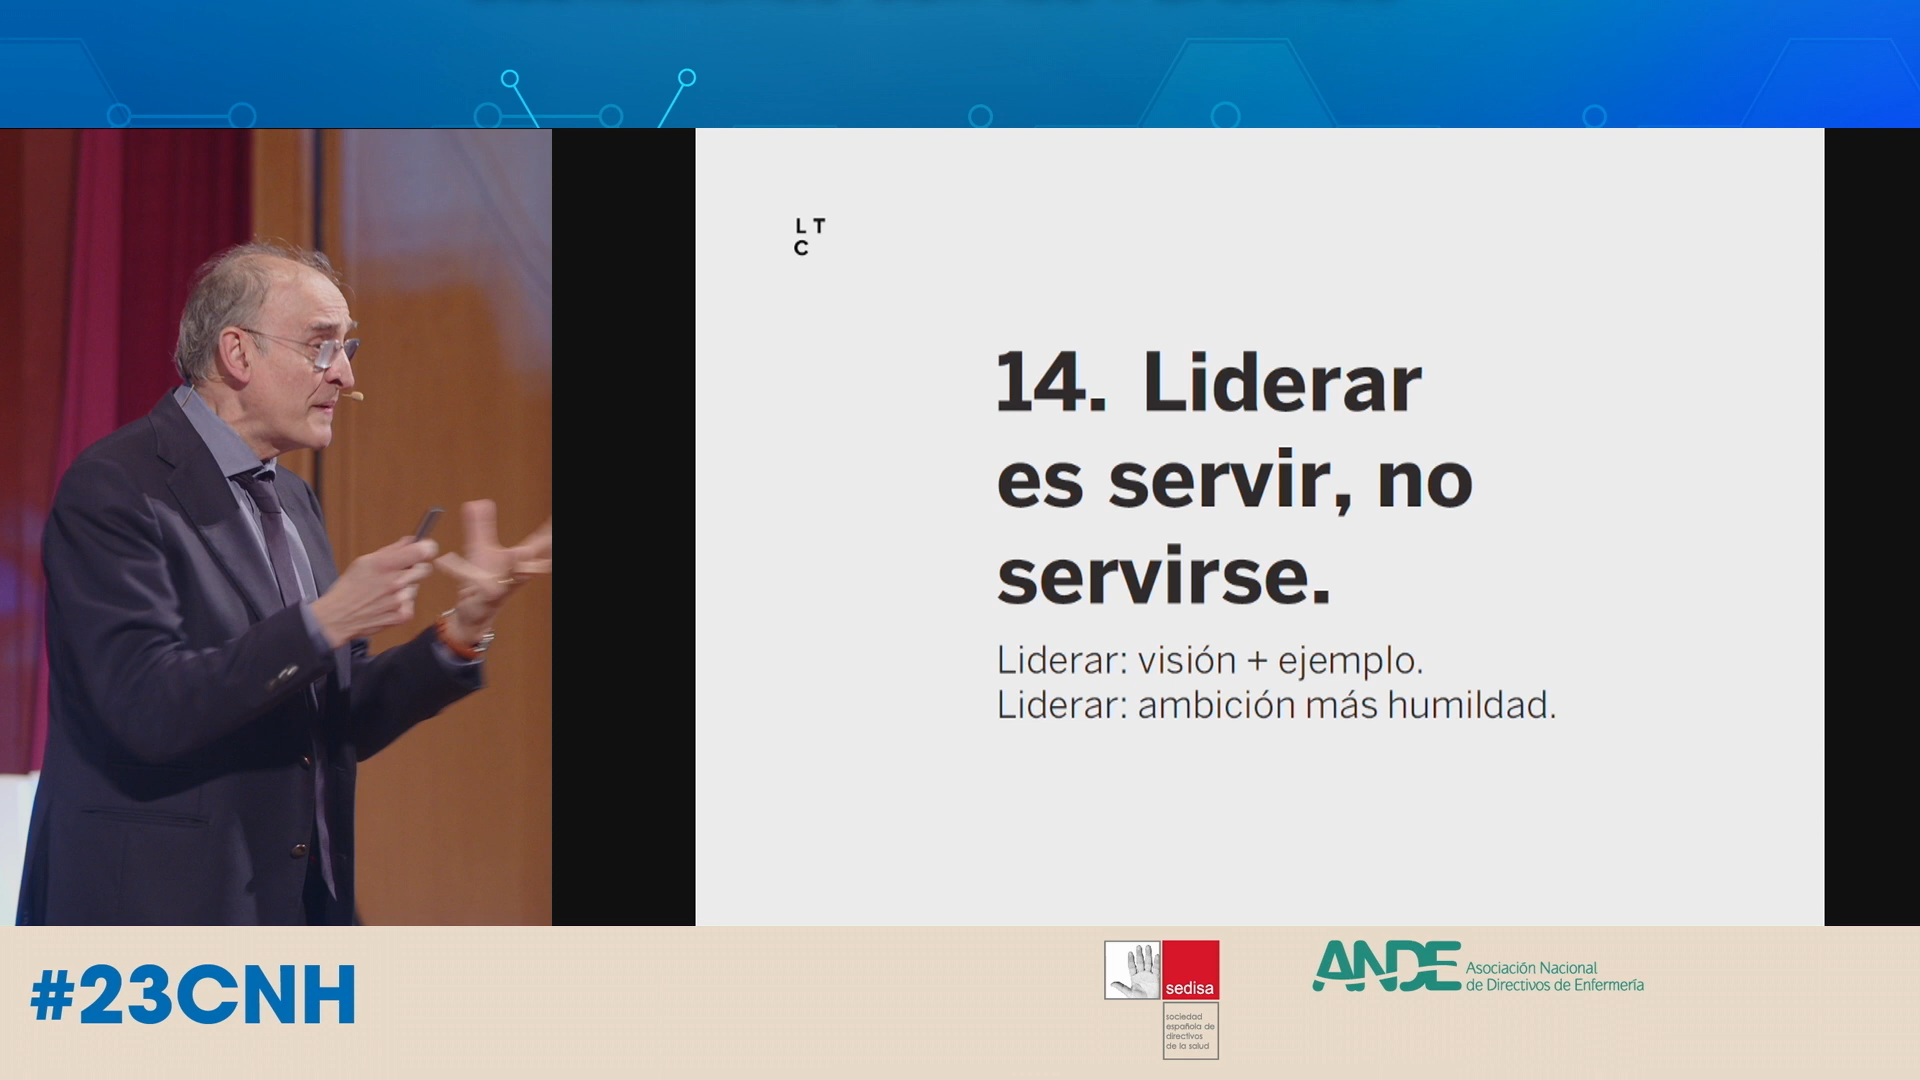 L T
C
14. Liderar
es servir, no
servirse.
Liderar: visión + ejemplo.
Liderar: ambición más humildad.
#23CNH
sedisa
sociedad
española de
directivos
de la salud
ANDE
Asociación Nacional
de Directivos de Enfermería